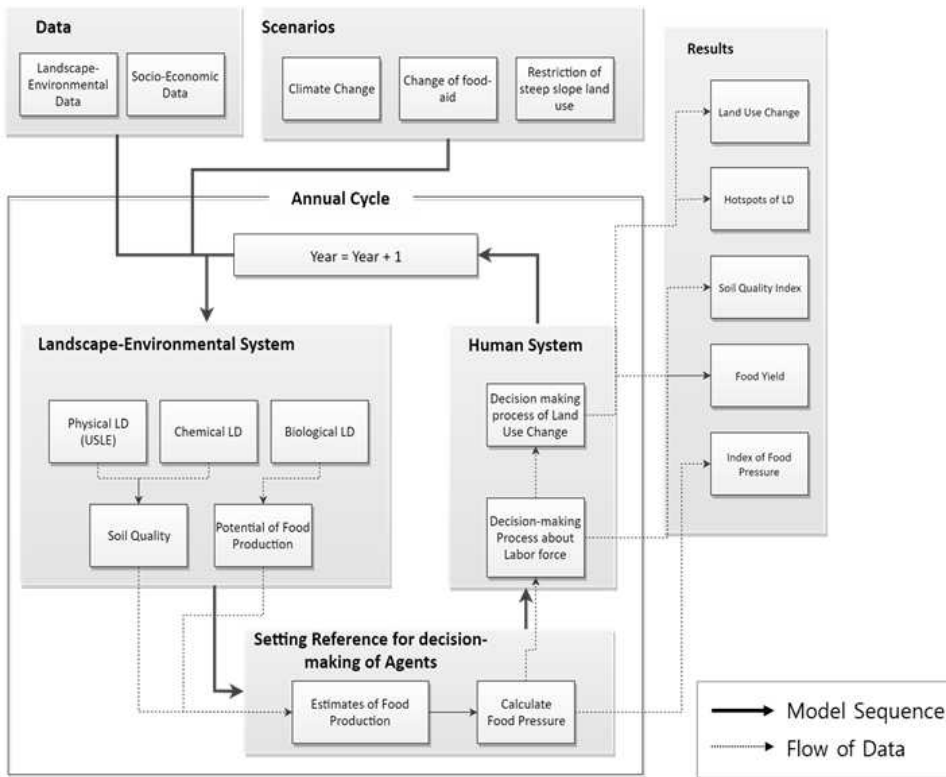 Data
Landscape-
Environmental
Data
Socio-Economic
Data
Scenarios
Climate Change
Change of food-
aid
Restriction of
steep slope land
use
Results
Land Use Change
Hotspots of LD
Soil Quality Index
Food Yield
Index of Food
Pressure
Annual Cycle
Year = Year + 1
Landscape-Environmental System
Physical LD
(USLE)
Chemical LD
Biological LD
Soil Quality
Potential of Food
Production
Human System
Decision making
process of Land
Use Change
Decision-making
Process about
Labor force
Setting Reference for decision-
making of Agents
Estimates of Food
Production
Calculate
Food Pressure
Model Sequence
Flow of Data